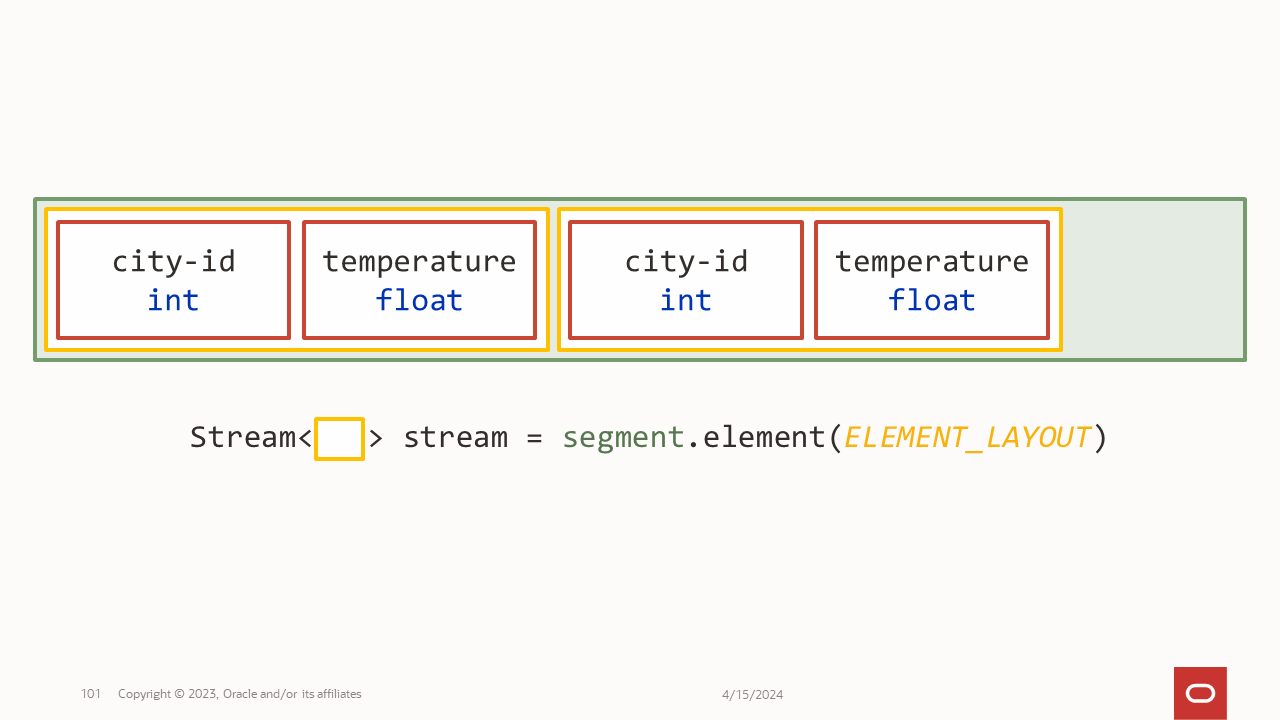 city-id temperature city-id temperature
int float int float
Stream< > stream = segment.element(ELEMENT_LAYOUT)
101 Copyright © 2023, Oracle and/or its affiliates 4/15/2024